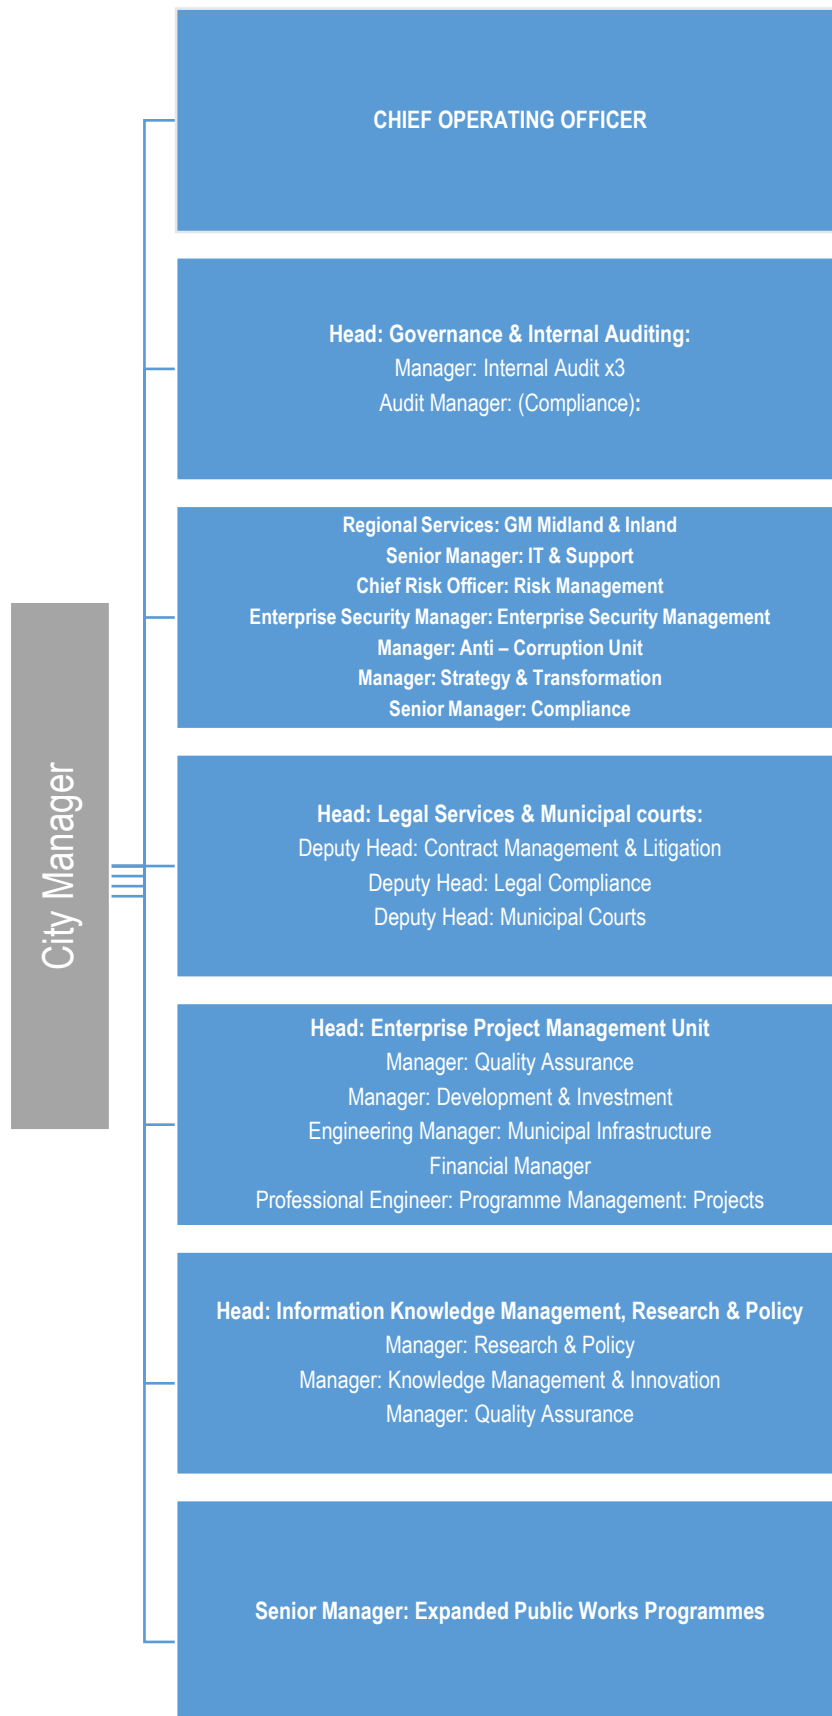 CHIEF OPERATING OFFICER
Head: Governance & Internal Auditing:
Manager: Internal Audit x3
Audit Manager: (Compliance):
Regional Services: GM Midland & Inland
Senior Manager: IT & Support
Chief Risk Officer: Risk Management
Enterprise Security Manager: Enterprise Security Management
Manager: Anti – Corruption Unit
Manager: Strategy & Transformation
Senior Manager: Compliance
City Manager
Head: Legal Services & Municipal courts:
Deputy Head: Contract Management & Litigation
Deputy Head: Legal Compliance
Deputy Head: Municipal Courts
Head: Enterprise Project Management Unit
Manager: Quality Assurance
Manager: Development & Investment
Engineering Manager: Municipal Infrastructure
Financial Manager
Professional Engineer: Programme Management: Projects
Head: Information Knowledge Management, Research & Policy
Manager: Research & Policy
Manager: Knowledge Management & Innovation
Manager: Quality Assurance
Senior Manager: Expanded Public Works Programmes